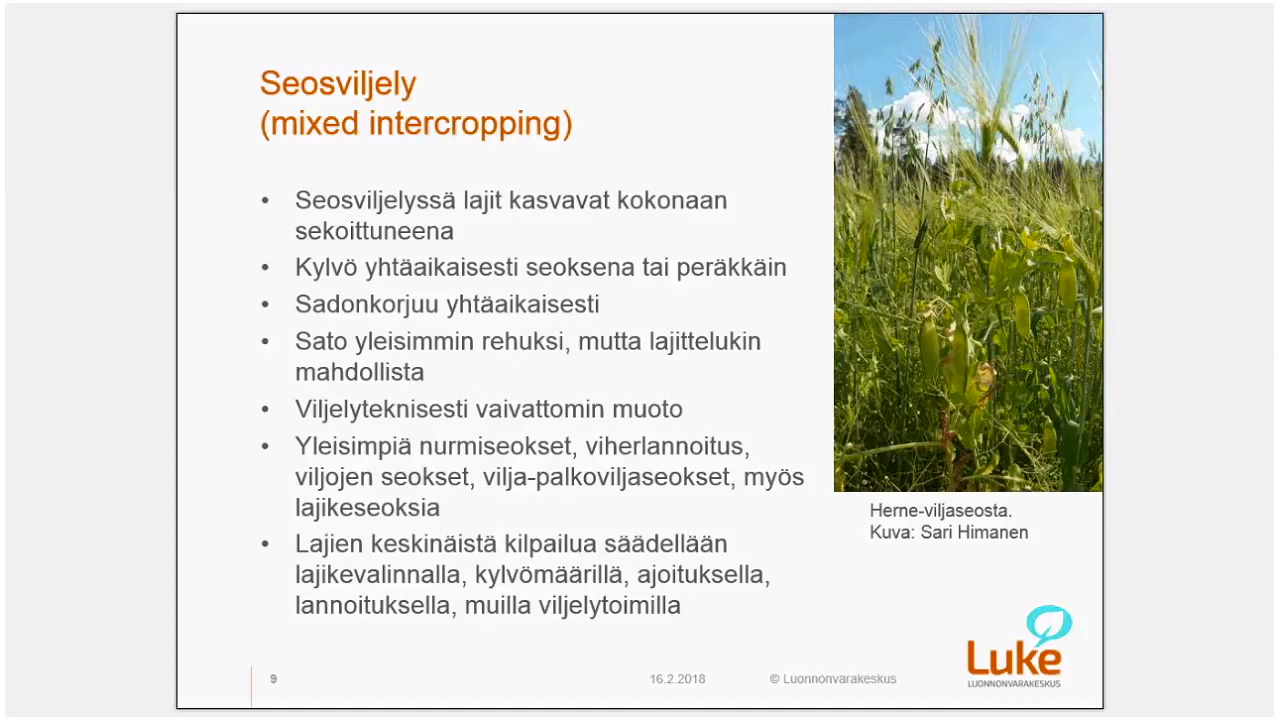 Seosviljely
(mixed intercropping)
• Seosviljelyssä lajit kasvavat kokonaan
sekoittuneena
• Kylvö yhtäaikaisesti seoksena tai peräkkäin
• Sadonkorjuu yhtäaikaisesti
• Sato yleisimmin rehuksi, mutta lajittelukin
mahdollista
• Viljelyteknisesti vaivattomin muoto
• Yleisimpiä nurmiseokset, viherlannoitus,
viljojen seokset, vilja-palkoviljaseokset, myös
lajikeseoksia
• Lajien keskinäistä kilpailua säädellään
lajikevalinnalla, kylvömäärillä, ajoituksella,
lannoituksella, muilla viljelytoimilla
Herne-viljaseosta.
Kuva: Sari Himanen
Luke
LUONNONVARAKESKUS
9
16.2.2018
© Luonnonvarakeskus